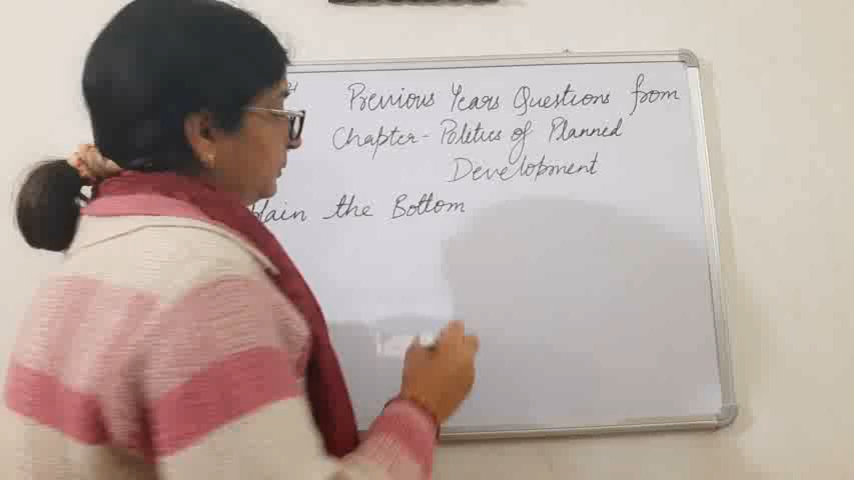 Previous Years Questions from
Chapter - Politics of Planned
Development
the Bottom